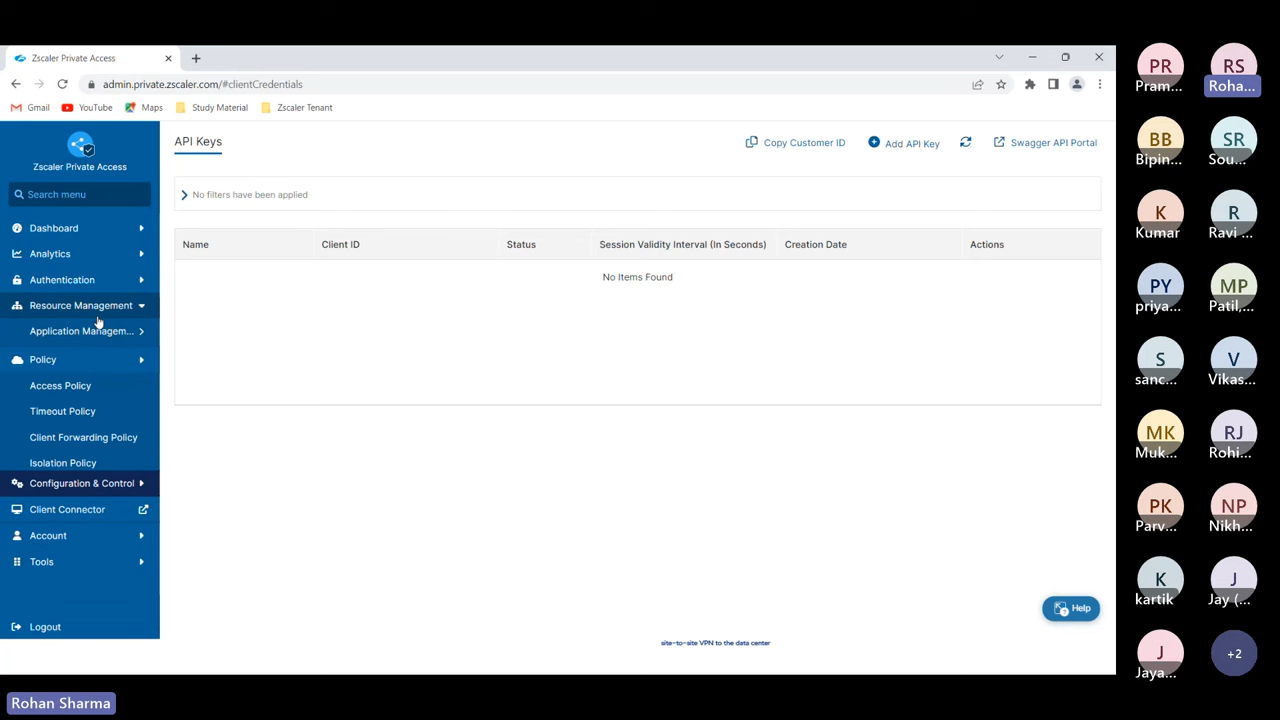 Zscaler Private Access
admin.private.zscaler.com/#clientCredentials
Gmail YouTube Maps Study Material Zscaler Tenant
Zscaler Private Access
Search menu
Dashboard
Analytics
Authentication
Resource Management
Application Managem...
Policy
Access Policy
Timeout Policy
Client Forwarding Policy
Isolation Policy
Configuration & Control
Client Connector
Account
Tools
Logout
API Keys
Copy Customer ID Add API Key Swagger API Portal
No filters have been applied
Name Client ID Status Session Validity Interval (In Seconds) Creation Date Actions
No Items Found
Help
site-to-site VPN to the data center
PR RS
Pram... Roha...
BB SR
Bipin... Sou...
K R
Kumar Ravi ...
PY MP
priya... Patil,...
S V
sanc... Vikas...
MK RJ
Muk... Rohi...
PK NP
Parv... Nikh...
K J
kartik Jay (...
J +2
Jaya...
Rohan Sharma